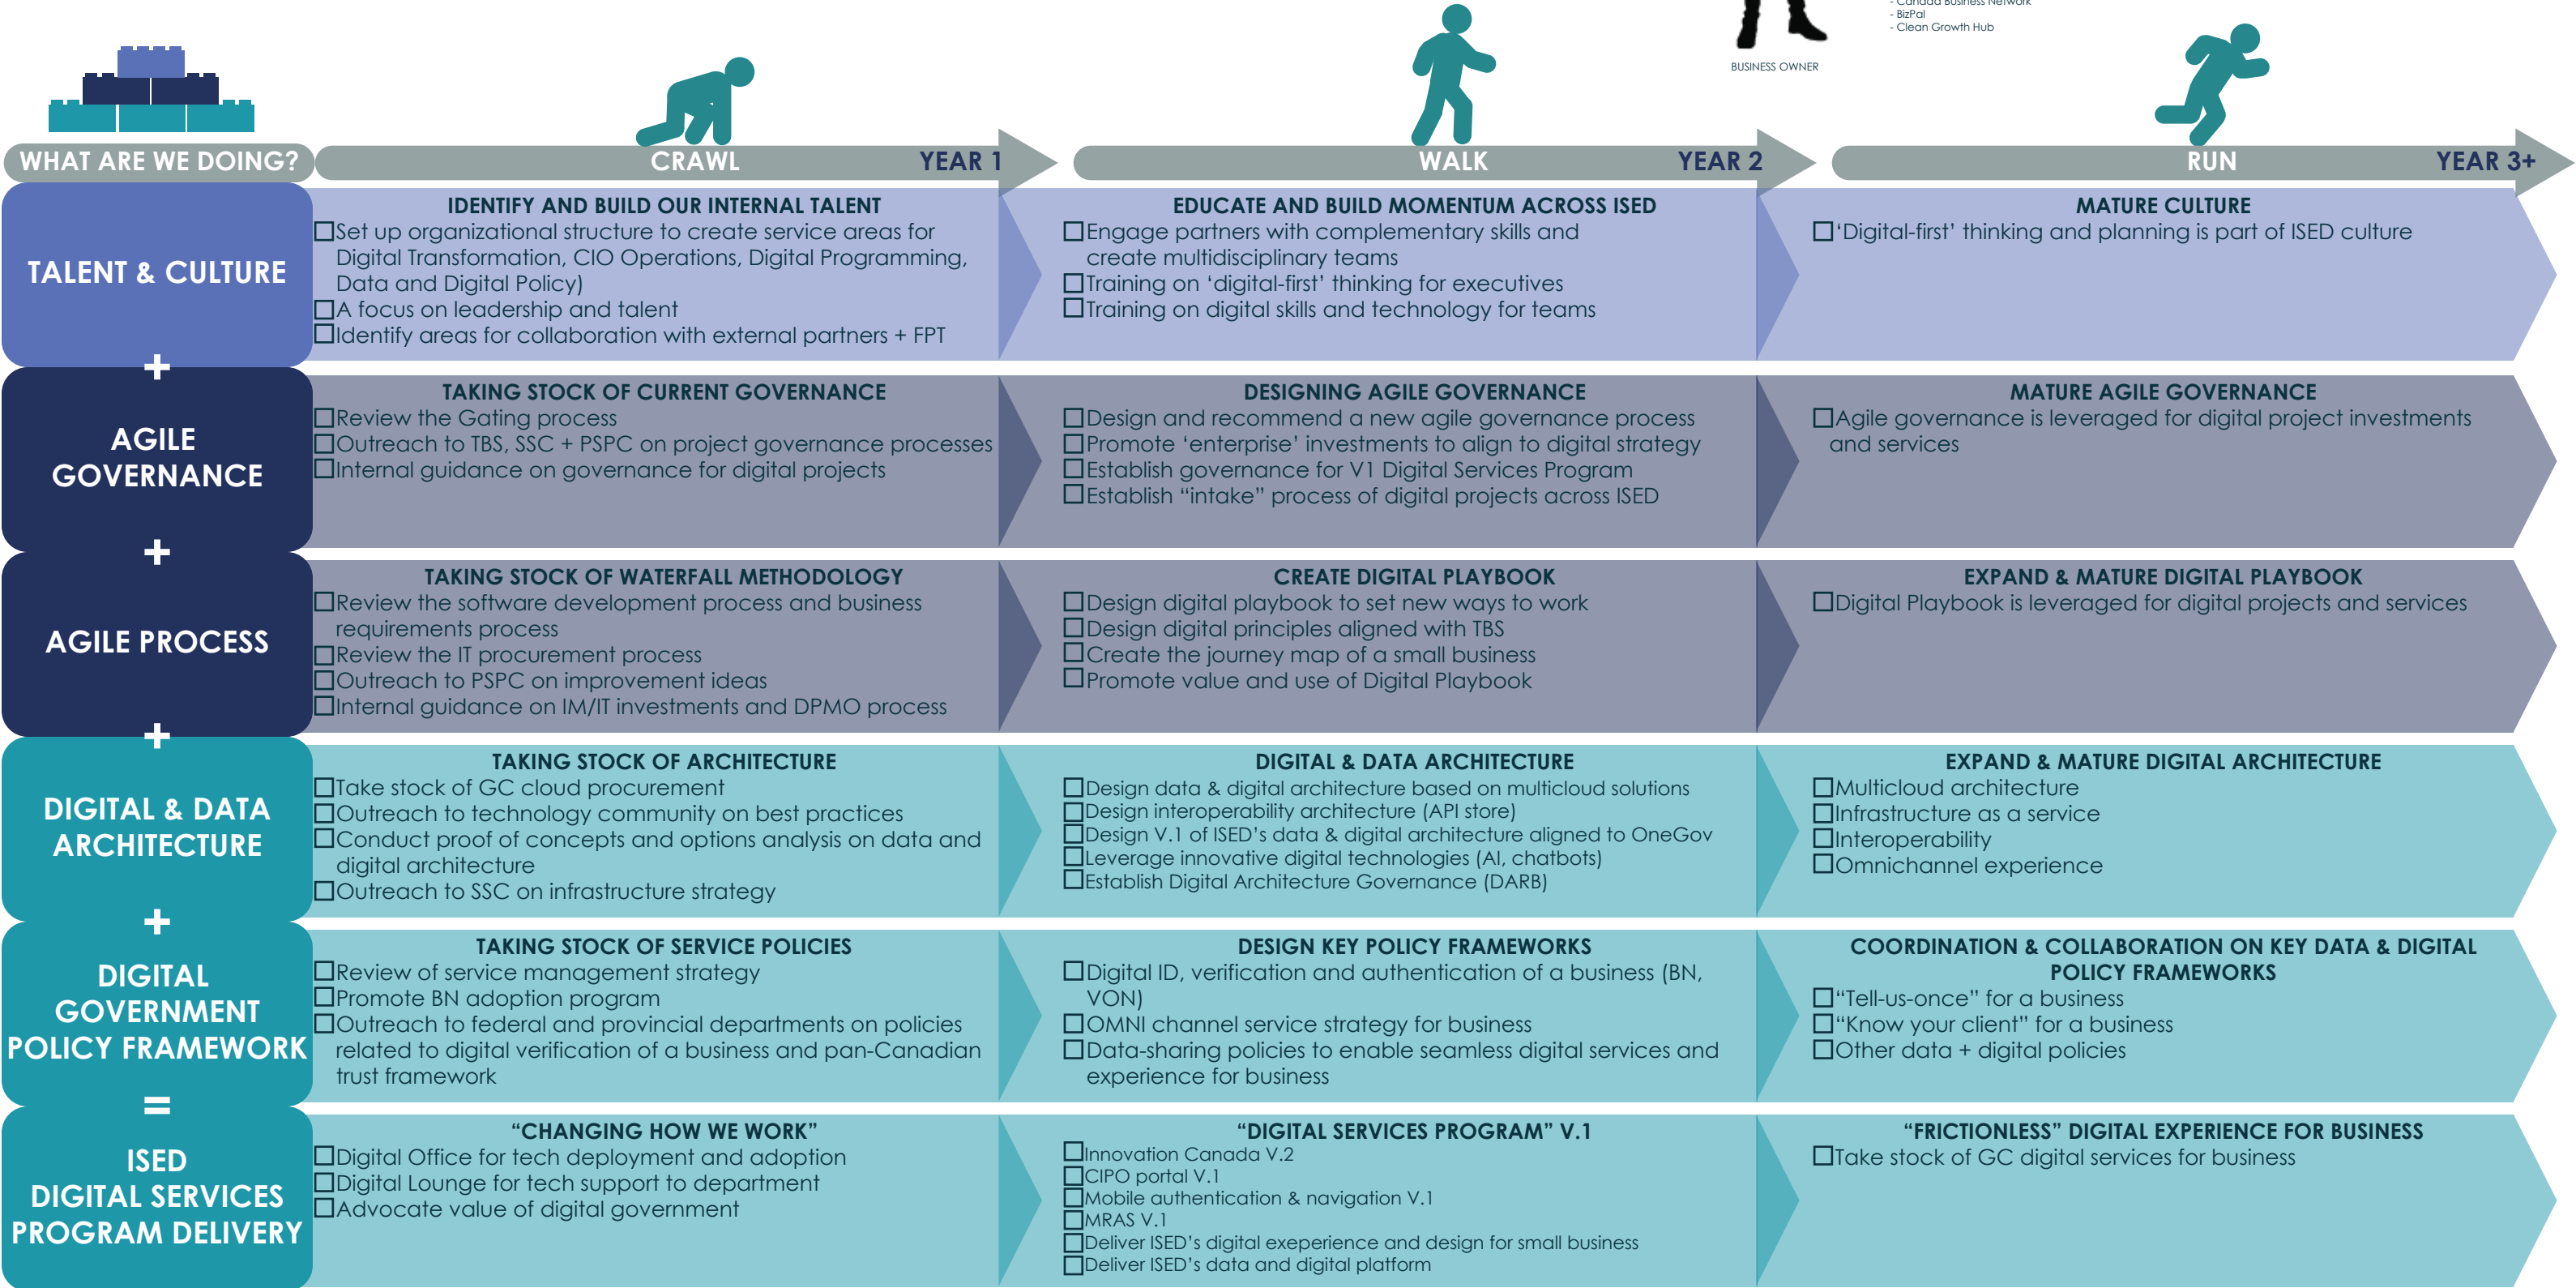 - Canada Business Network
- BizPal
- Clean Growth Hub
BUSINESS OWNER
WHAT ARE WE DOING?
CRAWL
YEAR 1
WALK
YEAR 2
RUN
YEAR 3+
TALENT & CULTURE
IDENTIFY AND BUILD OUR INTERNAL TALENT
Set up organizational structure to create service areas for
Digital Transformation, CIO Operations, Digital Programming,
Data and Digital Policy)
A focus on leadership and talent
Identify areas for collaboration with external partners + FPT
EDUCATE AND BUILD MOMENTUM ACROSS ISED
Engage partners with complementary skills and
create multidisciplinary teams
Training on ‘digital-first’ thinking for executives
Training on digital skills and technology for teams
MATURE CULTURE
‘Digital-first’ thinking and planning is part of ISED culture
+
AGILE
GOVERNANCE
TAKING STOCK OF CURRENT GOVERNANCE
Review the Gating process
Outreach to TBS, SSC + PSPC on project governance processes
Internal guidance on governance for digital projects
DESIGNING AGILE GOVERNANCE
Design and recommend a new agile governance process
Promote ‘enterprise’ investments to align to digital strategy
Establish governance for V1 Digital Services Program
Establish “intake” process of digital projects across ISED
MATURE AGILE GOVERNANCE
Agile governance is leveraged for digital project investments
and services
+
AGILE PROCESS
TAKING STOCK OF WATERFALL METHODOLOGY
Review the software development process and business
requirements process
Review the IT procurement process
Outreach to PSPC on improvement ideas
Internal guidance on IM/IT investments and DPMO process
CREATE DIGITAL PLAYBOOK
Design digital playbook to set new ways to work
Design digital principles aligned with TBS
Create the journey map of a small business
Promote value and use of Digital Playbook
EXPAND & MATURE DIGITAL PLAYBOOK
Digital Playbook is leveraged for digital projects and services
+
DIGITAL & DATA
ARCHITECTURE
TAKING STOCK OF ARCHITECTURE
Take stock of GC cloud procurement
Outreach to technology community on best practices
Conduct proof of concepts and options analysis on data and
digital architecture
Outreach to SSC on infrastructure strategy
DIGITAL & DATA ARCHITECTURE
Design data & digital architecture based on multicloud solutions
Design interoperability architecture (API store)
Design V.1 of ISED’s data & digital architecture aligned to OneGov
Leverage innovative digital technologies (AI, chatbots)
Establish Digital Architecture Governance (DARB)
EXPAND & MATURE DIGITAL ARCHITECTURE
Multicloud architecture
Infrastructure as a service
Interoperability
Omnichannel experience
+
DIGITAL
GOVERNMENT
POLICY FRAMEWORK
TAKING STOCK OF SERVICE POLICIES
Review of service management strategy
Promote BN adoption program
Outreach to federal and provincial departments on policies
related to digital verification of a business and pan-Canadian
trust framework
DESIGN KEY POLICY FRAMEWORKS
Digital ID, verification and authentication of a business (BN,
VON)
OMNI channel service strategy for business
Data-sharing policies to enable seamless digital services and
experience for business
COORDINATION & COLLABORATION ON KEY DATA & DIGITAL
POLICY FRAMEWORKS
“Tell-us-once” for a business
“Know your client” for a business
Other data + digital policies
=
ISED
DIGITAL SERVICES
PROGRAM DELIVERY
“CHANGING HOW WE WORK”
Digital Office for tech deployment and adoption
Digital Lounge for tech support to department
Advocate value of digital government
“DIGITAL SERVICES PROGRAM” V.1
Innovation Canada V.2
CIPO portal V.1
Mobile authentication & navigation V.1
MRAS V.1
Deliver ISED’s digital exeperience and design for small business
Deliver ISED’s data and digital platform
“FRICTIONLESS” DIGITAL EXPERIENCE FOR BUSINESS
Take stock of GC digital services for business